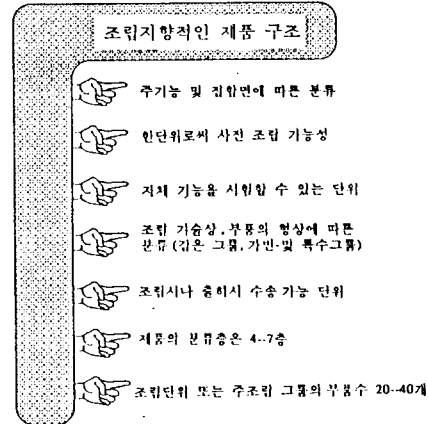 조립지향적인 제품 구조
주기능 및 집합면에 따른 분류
한단위로써 사전 조립 가능성
자체 기능을 시험할 수 있는 단위
조립 기술상, 부품의 형상에 따른
분류 (같은 그룹, 가변·및 특수그룹)
조립시나 출하시 수송 가능 단위
제품의 분류층은 4--7층
조립단위 또는 주조립 그룹의 부품수 20--40개